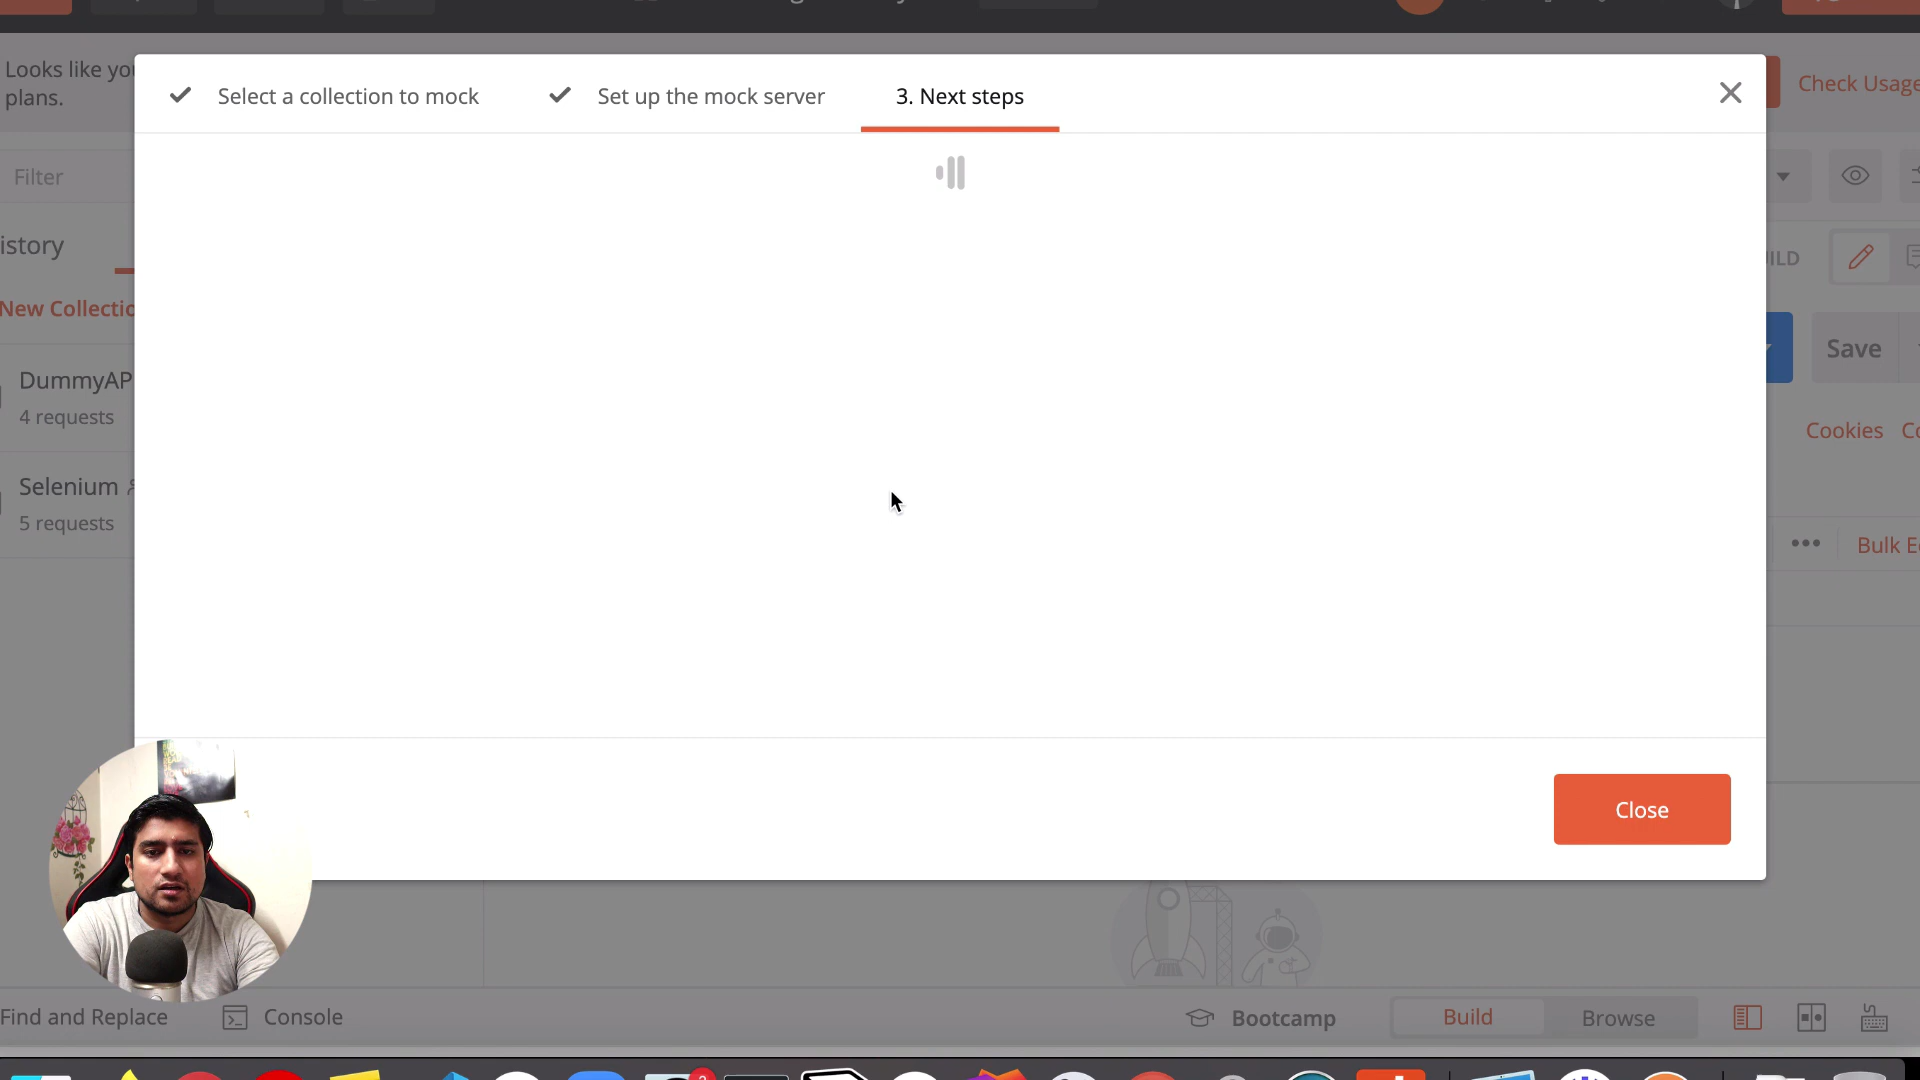 Looks like you
plans.
Check Usage
Select a collection to mock
Set up the mock server
3. Next steps
Filter
istory
New Collectio
DummyAP
4 requests
Selenium
5 requests
ILD
Save
Cookies
Bulk E
Close
Find and Replace
Console
Bootcamp
Build
Browse